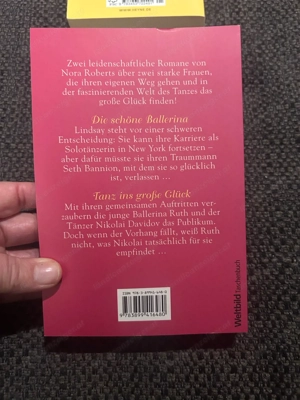 Zwei leidenschaftliche Romane von
Nora Roberts über zwei starke Frauen,
die ihren eigenen Weg gehen und in
der faszinierenden Welt des Tanzes das
große Glück finden!
Die schöne Ballerina
Lindsay steht vor einer schweren
Entscheidung: Sie kann ihre Karriere als
Solotänzerin in New York fortsetzen –
aber dafür müsste sie ihren Traummann
Seth Bannion, mit dem sie so glücklich
ist, verlassen …
Tanz ins große Glück
Mit ihren gemeinsamen Auftritten ver-
zaubern die junge Ballerina Ruth und der
Tänzer Nikolai Davidov das Publikum.
Doch wenn der Vorhang fällt, weiß Ruth
nicht, was Nikolai tatsächlich für sie
empfindet …
Weltbild Taschenbuch